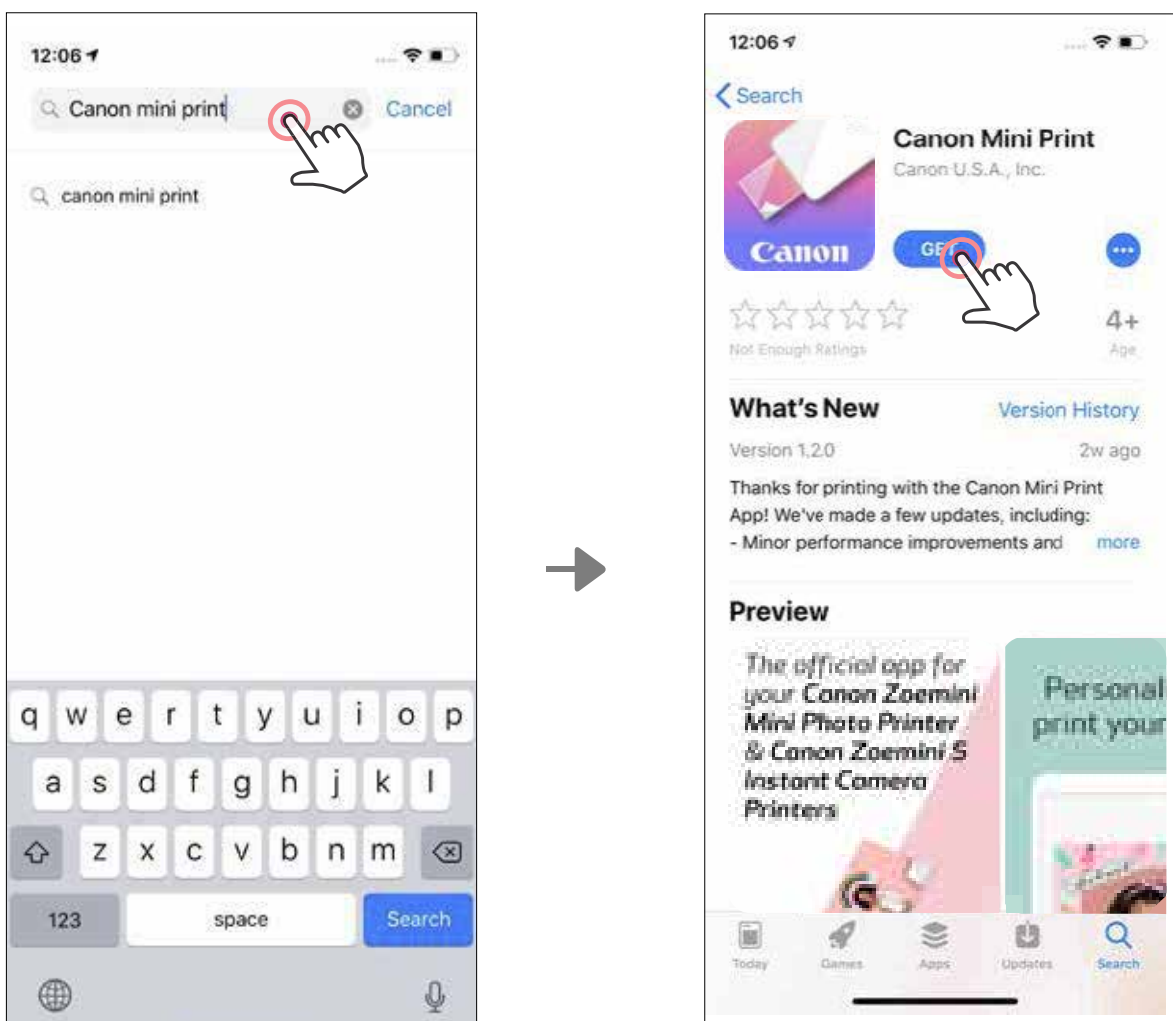 12:06
Canon mini print
Cancel
canon mini print
q w e r t y u i o p
a s d f g h j k l
z x c v b n m
123
space
Search
12:06
Search
Canon Mini Print
Canon U.S.A., Inc.
Canon
GET
Not Enough Ratings
4+
Age
What's New
Version History
Version 1.2.0
2w ago
Thanks for printing with the Canon Mini Print
App! We've made a few updates, including:
- Minor performance improvements and
more
Preview
The official app for
your Canon Zoemini
Mini Photo Printer
& Canon Zoemini S
Instant Camera
Printers
Personal
print your
Today
Games
Apps
Updates
Search